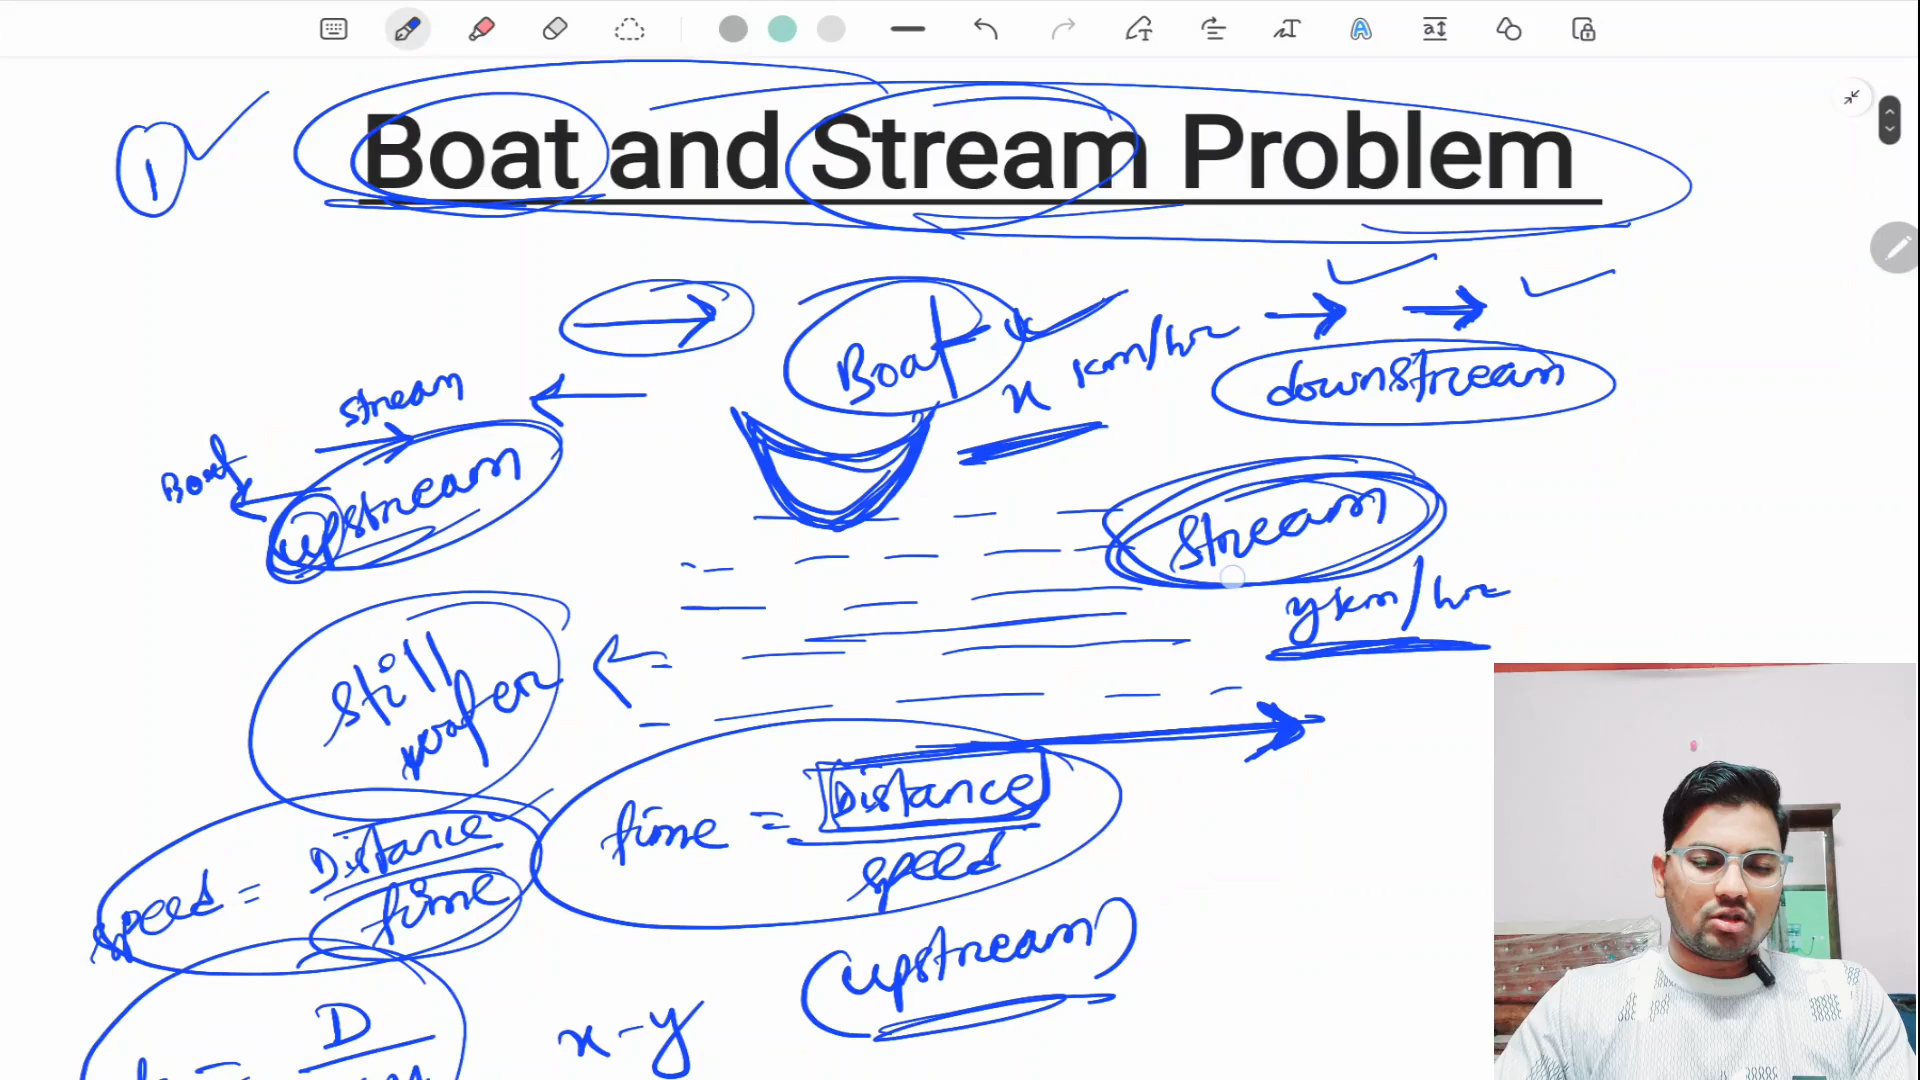 1
Boat and Stream Problem
Boat
x km/hr
downstream
stream
Boat
upstream
Stream
y km/hr
Still
water
time = Distance
speed
speed = Distance
time
(upstream)
D
x - y